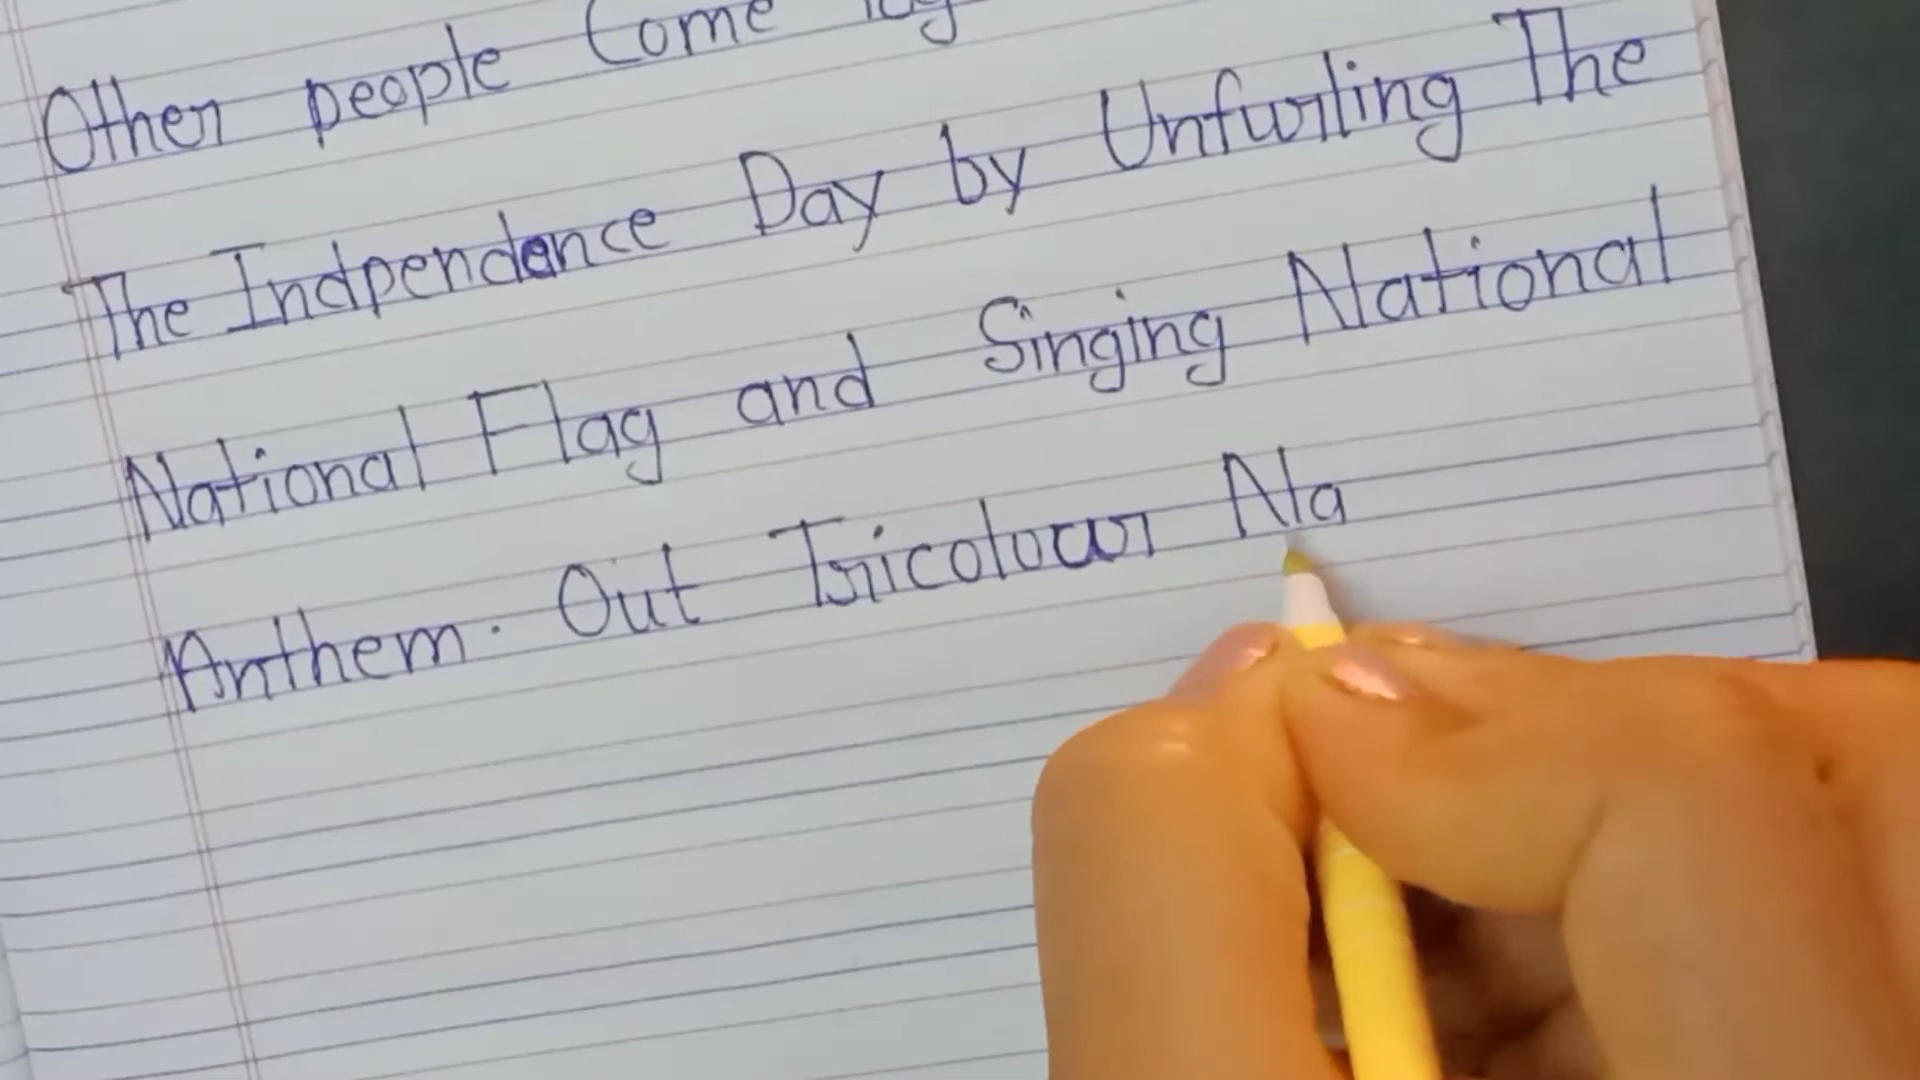 Other people Come
The Indpendance Day by Unfurling The
National Flag and Singing National
Anthem. Out Tricolour Na